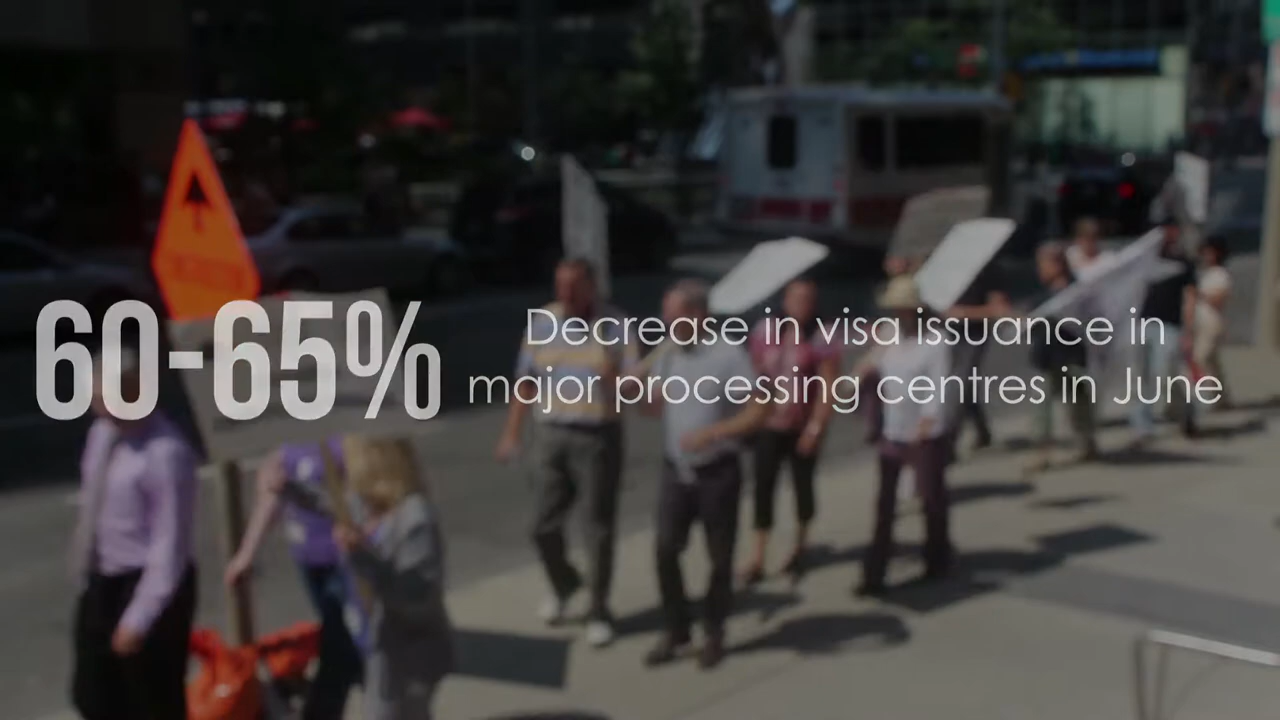 60-65%
Decrease in visa issuance in
major processing centres in June